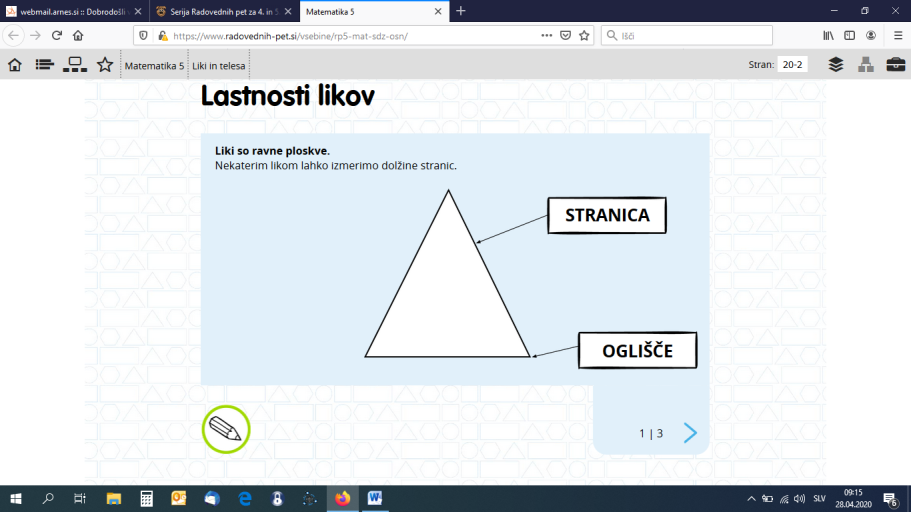 webmail.arnes.si :: Dobrodošli v
Serija Radovednih pet za 4. in 5
Matematika 5
https://www.radovednih-pet.si/vsebine/rp5-mat-sdz-osn/
Išči
Matematika 5
Liki in telesa
Stran: 20-2
Lastnosti likov
Liki so ravne ploskve.
Nekaterim likom lahko izmerimo dolžine stranic.
STRANICA
OGLIŠČE
1 | 3
SLV
09:15
28.04.2020
6